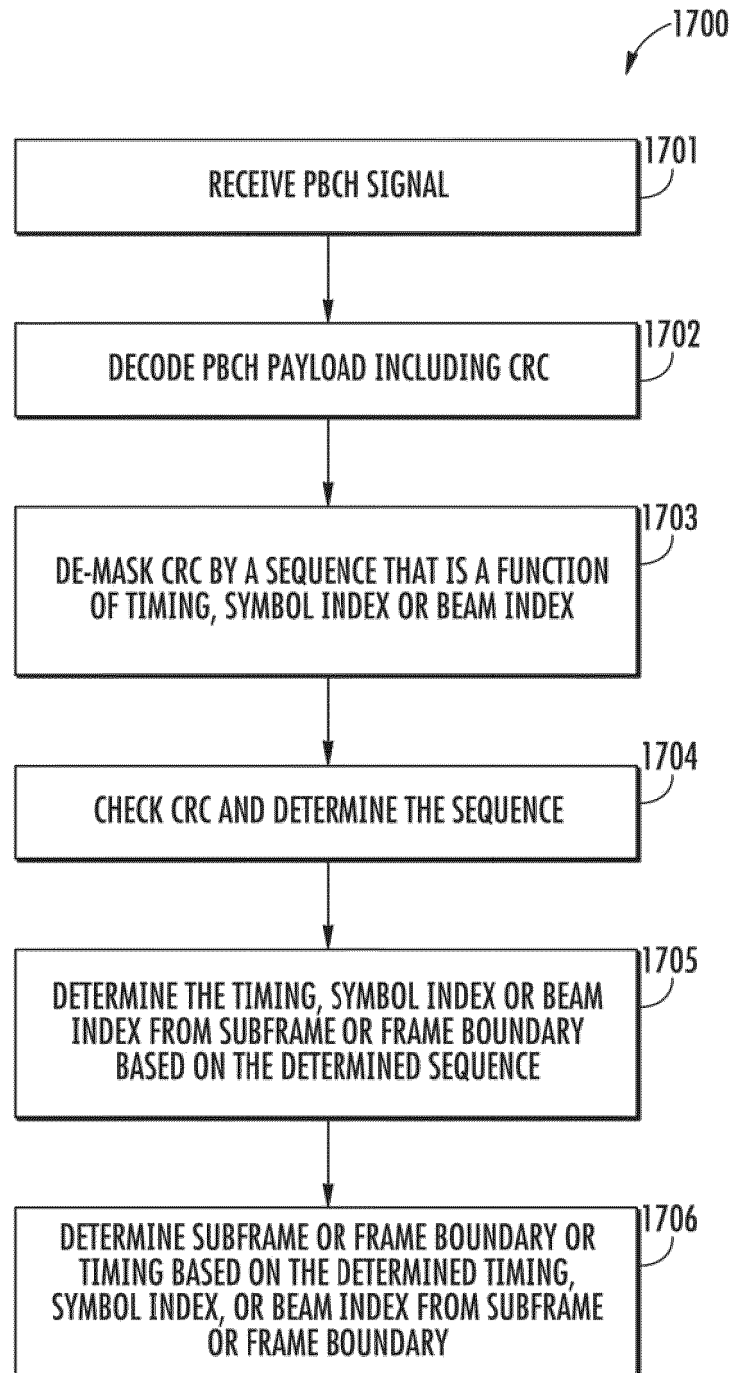 1700
1701
RECEIVE PBCH SIGNAL
1702
DECODE PBCH PAYLOAD INCLUDING CRC
1703
DE-MASK CRC BY A SEQUENCE THAT IS A FUNCTION
OF TIMING, SYMBOL INDEX OR BEAM INDEX
1704
CHECK CRC AND DETERMINE THE SEQUENCE
1705
DETERMINE THE TIMING, SYMBOL INDEX OR BEAM
INDEX FROM SUBFRAME OR FRAME BOUNDARY
BASED ON THE DETERMINED SEQUENCE
1706
DETERMINE SUBFRAME OR FRAME BOUNDARY OR
TIMING BASED ON THE DETERMINED TIMING,
SYMBOL INDEX, OR BEAM INDEX FROM SUBFRAME
OR FRAME BOUNDARY